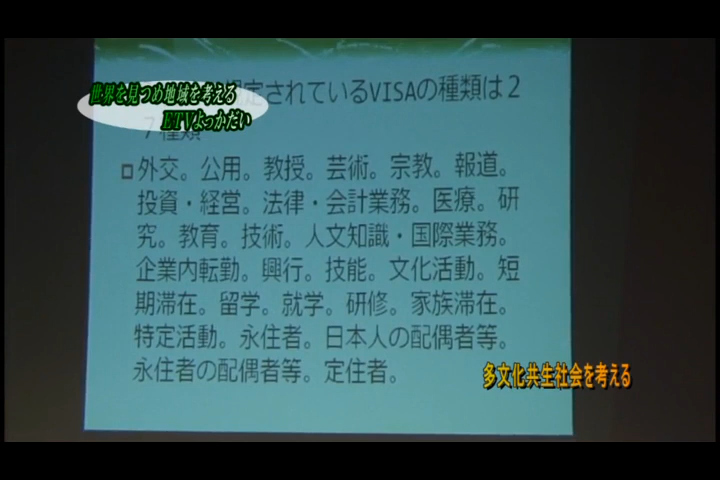 世界を見つめ地域を考える
ETVよっかだい
規定されているVISAの種類は2
7種類
外交。公用。教授。芸術。宗教。報道。
投資・経営。法律・会計業務。医療。研
究。教育。技術。人文知識・国際業務。
企業内転勤。興行。技能。文化活動。短
期滞在。留学。就学。研修。家族滞在。
特定活動。永住者。日本人の配偶者等。
永住者の配偶者等。定住者。
多文化共生社会を考える